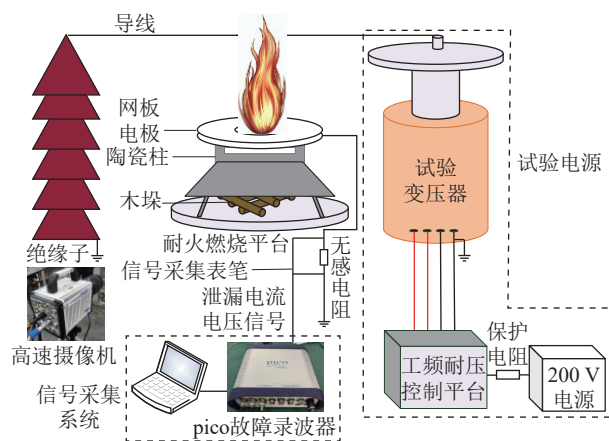 导线
网板
电极
陶瓷柱
木垛
耐火燃烧平台
绝缘子
信号采集表笔
泄漏电流
电压信号
无感电阻
高速摄像机
信号采集
系统
pico
pico故障录波器
试验
变压器
试验电源
工频耐压
控制平台
保护
电阻
200 V
电源